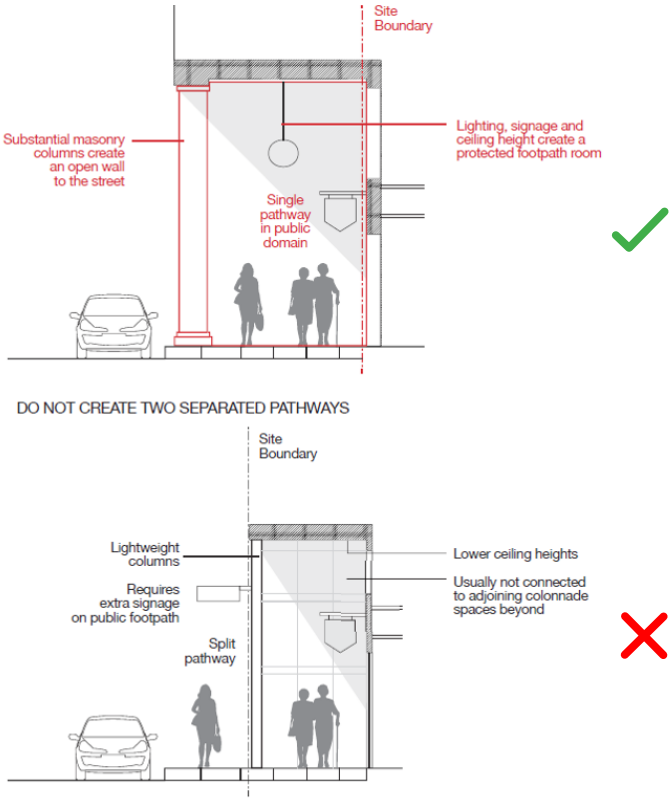 Site
Boundary
Substantial masonry
columns create
an open wall
to the street
Lighting, signage and
ceiling height create a
protected footpath room
Single
pathway
in public
domain
DO NOT CREATE TWO SEPARATED PATHWAYS
Site
Boundary
Lightweight
columns
Lower ceiling heights
Requires
extra signage
on public footpath
Usually not connected
to adjoining colonnade
spaces beyond
Split
pathway